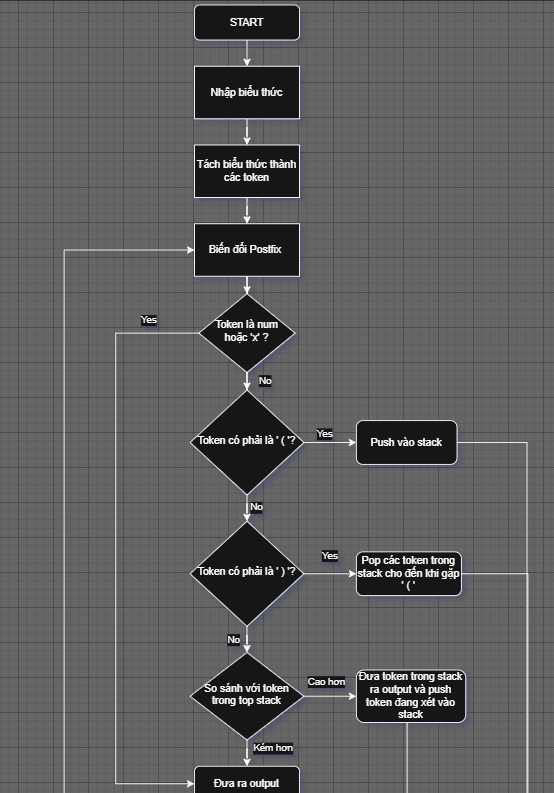 START
Nhập biểu thức
Tách biểu thức thành
các token
Biến đổi Postfix
Token là num
hoặc 'x' ?
Yes
No
Token có phải là ' ( '?
Yes
Push vào stack
No
Token có phải là ' ) '?
Yes
Pop các token trong
stack cho đến khi gặp
' ( '
No
So sánh với token
trong top stack
Cao hơn
Đưa token trong stack
ra output và push
token đang xét vào
stack
Kém hơn
Đưa ra output